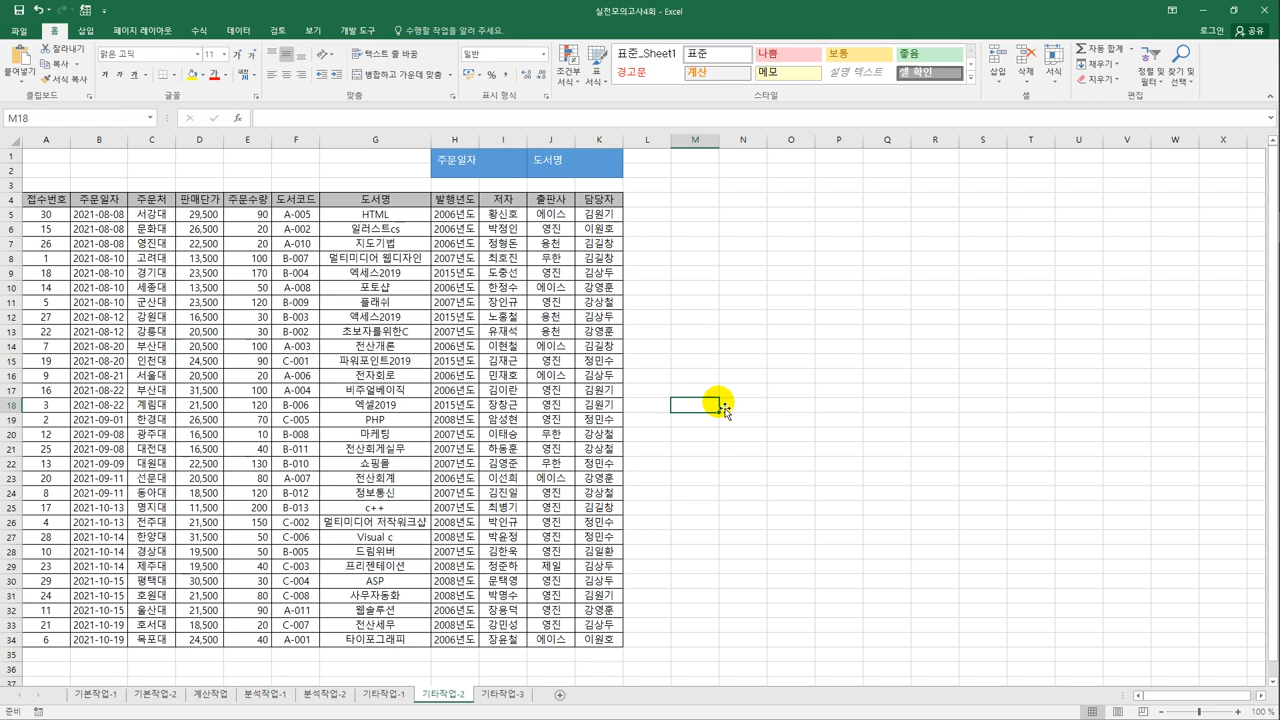 실전모의고사4회 - Excel
파일 홈 삽입 페이지 레이아웃 수식 데이터 검토 보기 개발 도구 수행할 작업을 알려 주세요. 로그인 공유
잘라내기 맑은 고딕 11 텍스트 줄 바꿈 일반 표준_Sheet1 표준 나쁨 보통 좋음 자동 합계
붙여넣기 복사 서식 복사 병합하고 가운데 맞춤 조건부 서식 표 서식 경고문 계산 메모 설명 텍스트 셀 확인 삽입 삭제 서식 채우기 지우기 정렬 및 필터 찾기 및 선택
클립보드 글꼴 맞춤 표시 형식 스타일 셀 편집
M18
A B C D E F G H I J K L M N O P Q R S T U V W X
1 주문일자 도서명
2
3
4 접수번호 주문일자 주문처 판매단가 주문수량 도서코드 도서명 발행년도 저자 출판사 담당자
5 30 2021-08-08 서강대 29,500 90 A-005 HTML 2006년도 황신호 에이스 김원기
6 15 2021-08-08 문화대 26,500 20 A-002 일러스트cs 2006년도 박정인 영진 이원호
7 26 2021-08-08 영진대 22,500 20 A-010 지도기법 2006년도 정형돈 용천 김길창
8 1 2021-08-10 고려대 13,500 100 B-007 멀티미디어 웹디자인 2007년도 최호진 무한 김길창
9 18 2021-08-10 경기대 23,500 170 B-004 엑세스2019 2015년도 도중선 영진 김상두
10 14 2021-08-10 세종대 13,500 50 A-008 포토샵 2006년도 한정수 에이스 강영훈
11 5 2021-08-10 군산대 23,500 120 B-009 플래쉬 2007년도 장인규 영진 강상철
12 27 2021-08-12 강원대 16,500 30 B-003 액세스2019 2015년도 노홍철 용천 김상두
13 22 2021-08-12 강릉대 20,500 30 B-002 초보자를위한C 2007년도 유재석 용천 강영훈
14 7 2021-08-20 부산대 20,500 100 A-003 전산개론 2006년도 이현철 에이스 김상두
15 19 2021-08-20 인천대 24,500 90 C-001 파워포인트2019 2015년도 김재근 영진 정민수
16 9 2021-08-21 서울대 20,500 20 A-006 전자회로 2006년도 민재호 에이스 김상두
17 16 2021-08-22 부산대 31,500 100 A-004 비주얼베이직 2006년도 김이란 영진 김원기
18 3 2021-08-22 계림대 21,500 120 B-006 엑셀2019 2015년도 장창근 영진 김원기
19 2 2021-09-01 한경대 26,500 70 C-005 PHP 2008년도 암성현 영진 정민수
20 12 2021-09-08 광주대 16,500 10 B-008 마케팅 2007년도 이태승 무한 강상철
21 25 2021-09-08 대전대 16,500 40 B-011 전산회계실무 2007년도 하동훈 영진 강상철
22 13 2021-09-09 대원대 22,500 130 B-010 쇼핑몰 2007년도 김영준 무한 정민수
23 20 2021-09-11 선문대 20,500 80 A-007 전산회계 2006년도 이선희 에이스 강영훈
24 8 2021-09-11 동아대 18,500 120 B-012 정보통신 2007년도 김진일 영진 강상철
25 17 2021-10-13 명지대 11,500 200 B-013 c++ 2007년도 최병기 영진 강상철
26 4 2021-10-13 전주대 21,500 150 C-002 멀티미디어 저작워크샵 2008년도 박인규 영진 정민수
27 28 2021-10-14 한양대 31,500 50 C-006 Visual c 2008년도 박윤정 영진 정민수
28 10 2021-10-14 경상대 19,500 50 B-005 드림위버 2007년도 김한욱 영진 김일환
29 23 2021-10-14 제주대 19,500 40 C-003 프리젠테이션 2008년도 정준하 제일 김상두
30 29 2021-10-15 평택대 30,500 30 C-004 ASP 2008년도 문택영 영진 김상두
31 24 2021-10-15 호원대 21,500 80 C-008 사무자동화 2008년도 박명수 영진 김원기
32 11 2021-10-15 울산대 21,500 90 A-011 웹솔루션 2006년도 장용덕 영진 강영훈
33 21 2021-10-19 호서대 18,500 20 C-007 전산세무 2008년도 강민성 영진 김상두
34 6 2021-10-19 목포대 24,500 40 A-001 타이포그래피 2006년도 장윤철 에이스 이원호
35
36
37
기본작업-1 기본작업-2 계산작업 분석작업-1 분석작업-2 기타작업-1 기타작업-2 기타작업-3
준비 100 %